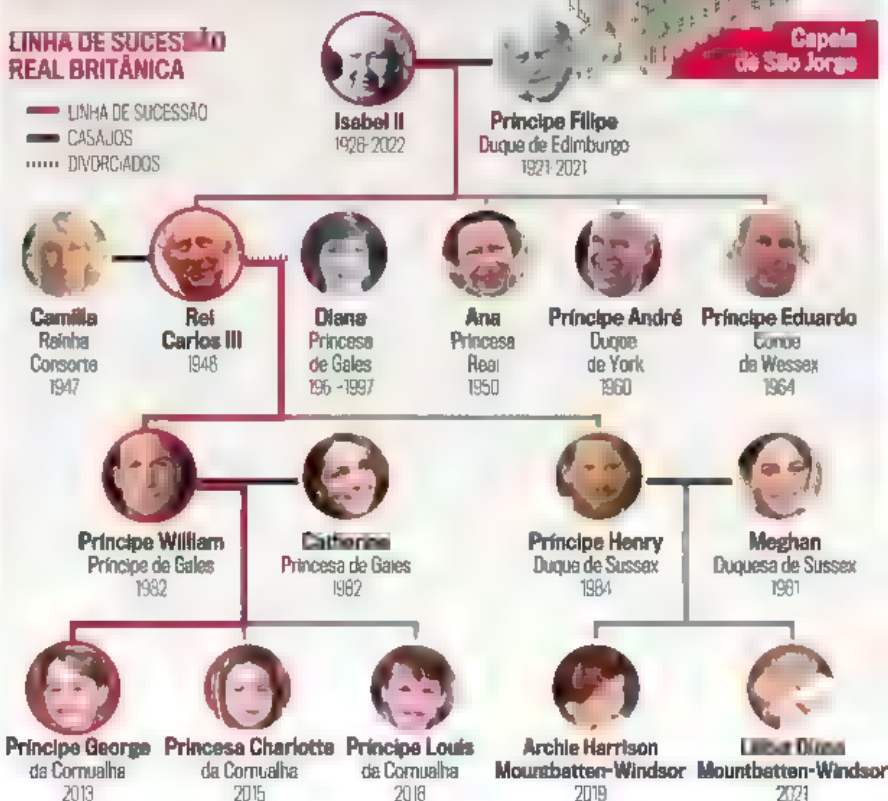 LINHA DE SUCESSÃO
REAL BRITÂNICA
LINHA DE SUCESSÃO
CASADOS
DIVORCIADOS
Capela
de São Jorge
Isabel II
1926-2022
Príncipe Filipe
Duque de Edimburgo
1921-2021
Camilla
Rainha
Consorte
1947
Rei
Carlos III
1948
Diana
Princesa
de Gales
196 -1997
Ana
Princesa
Real
1950
Príncipe André
Duque
de York
1960
Príncipe Eduardo
Conde
de Wessex
1964
Príncipe William
Príncipe de Gales
1982
Catherine
Princesa de Gales
1982
Príncipe Henry
Duque de Sussex
1984
Meghan
Duquesa de Sussex
1981
Príncipe George
da Cornualha
2013
Princesa Charlotte
da Cornualha
2015
Príncipe Louis
da Cornualha
2018
Archie Harrison
Mountbatten-Windsor
2019
Diana
Mountbatten-Windsor
2021